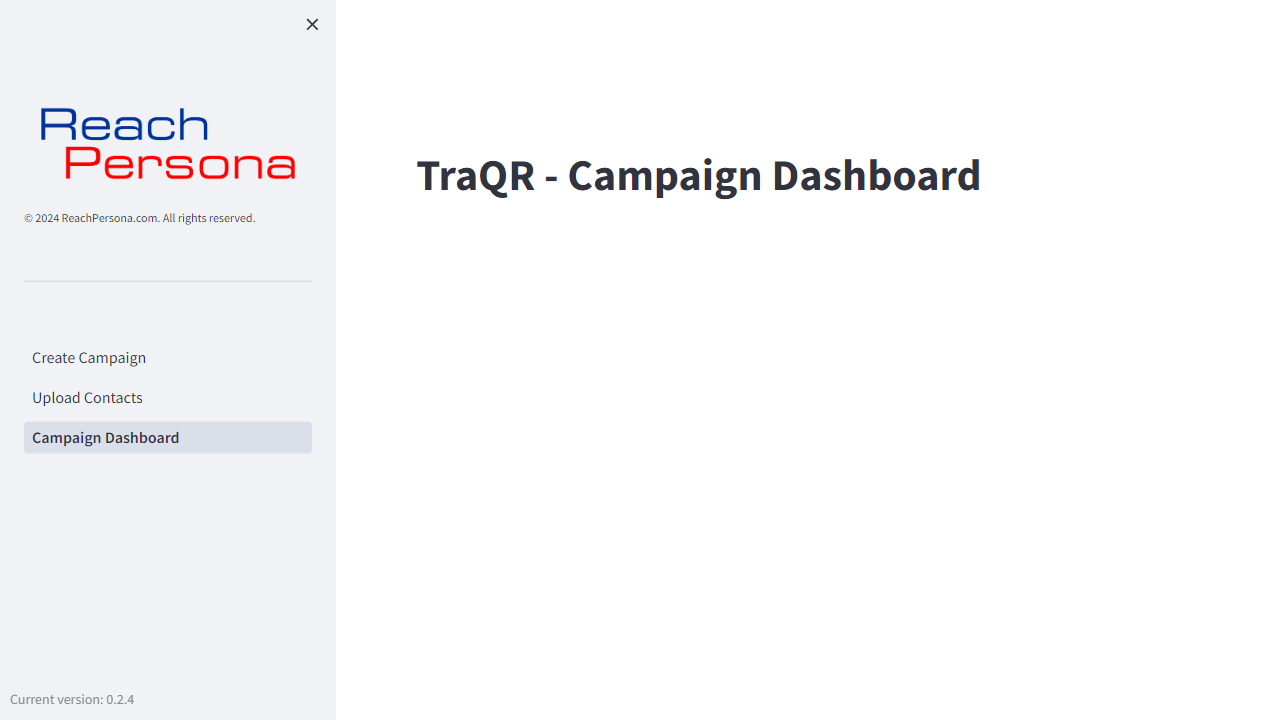 Reach
Persona
© 2024 ReachPersona.com. All rights reserved.
Create Campaign
Upload Contacts
Campaign Dashboard
Current version: 0.2.4
TraQR - Campaign Dashboard